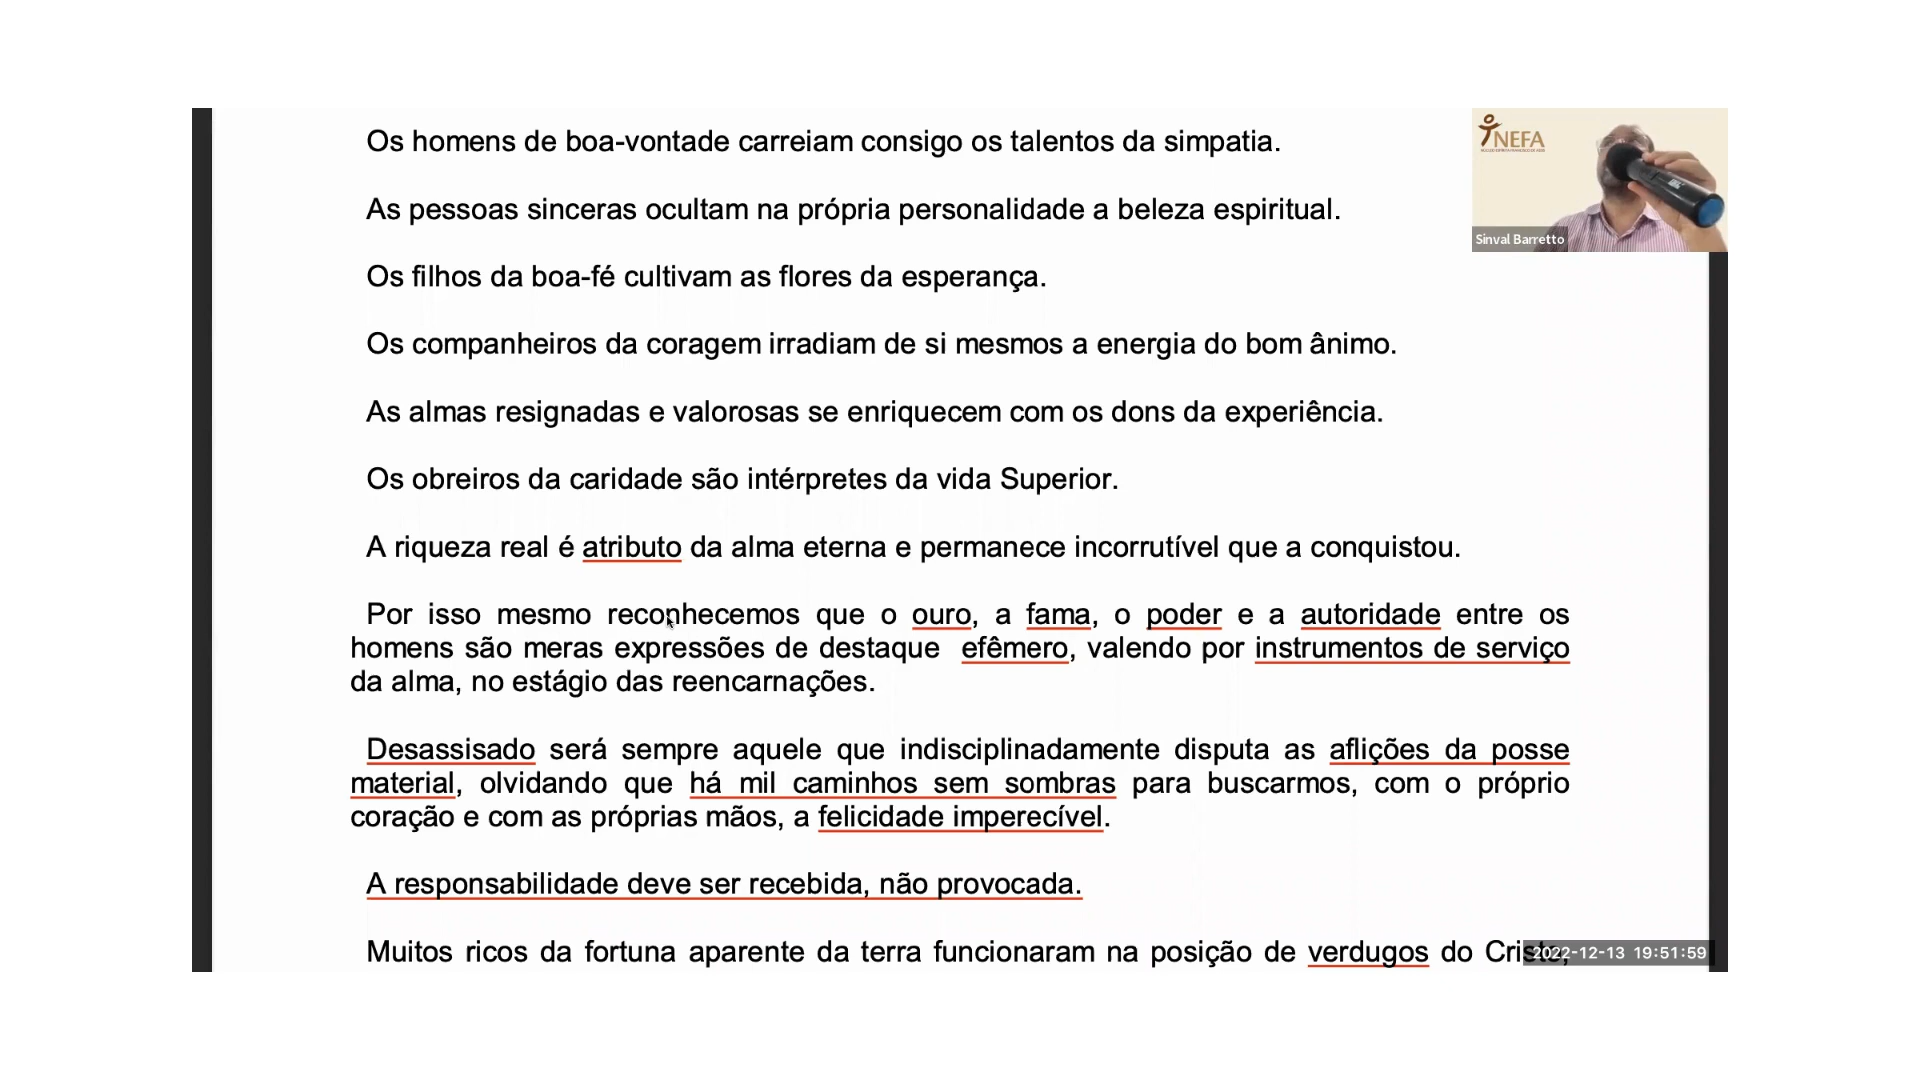 Os homens de boa-vontade carreiam consigo os talentos da simpatia.
As pessoas sinceras ocultam na própria personalidade a beleza espiritual.
Os filhos da boa-fé cultivam as flores da esperança.
Os companheiros da coragem irradiam de si mesmos a energia do bom ânimo.
As almas resignadas e valorosas se enriquecem com os dons da experiência.
Os obreiros da caridade são intérpretes da vida Superior.
A riqueza real é atributo da alma eterna e permanece incorrutível que a conquistou.
Por isso mesmo reconhecemos que o ouro, a fama, o poder e a autoridade entre os
homens são meras expressões de destaque efêmero, valendo por instrumentos de serviço
da alma, no estágio das reencarnações.
Desassisado será sempre aquele que indisciplinadamente disputa as aflições da posse
material, olvidando que há mil caminhos sem sombras para buscarmos, com o próprio
coração e com as próprias mãos, a felicidade imperecível.
A responsabilidade deve ser recebida, não provocada.
Muitos ricos da fortuna aparente da terra funcionaram na posição de verdugos do Cristo,
NEFA
Sinval Barretto
2022-12-13 19:51:59